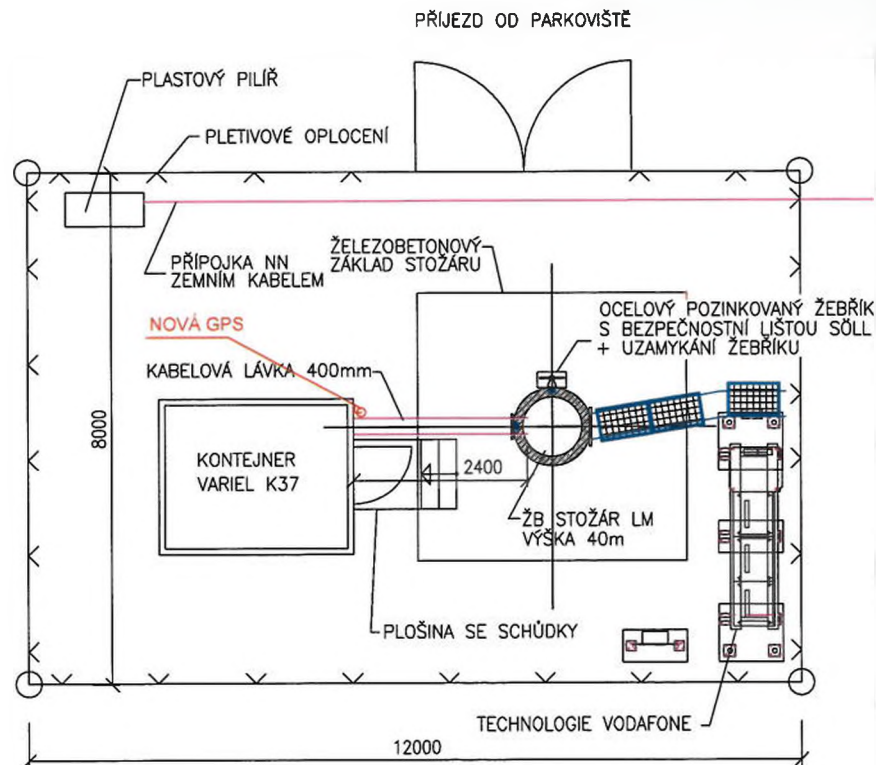 PŘÍJEZD OD PARKOVIŠTĚ
PLASTOVÝ PILÍŘ
PLETIVOVÉ OPLOCENÍ
PŘÍPOJKA NN
ZEMNÍM KABELEM
ŽELEZOBETONOVÝ
ZÁKLAD STOŽÁRU
OCELOVÝ POZINKOVANÝ ŽEBŘÍK
S BEZPEČNOSTNÍ LIŠTOU SÖLL
+ UZAMYKÁNÍ ŽEBŘÍKU
NOVÁ GPS
KABELOVÁ LÁVKA 400mm
8000
KONTEJNER
VARIEL K37
2400
ŽB STOŽÁR LM
VÝŠKA 40m
PLOŠINA SE SCHŮDKY
TECHNOLOGIE VODAFONE
12000